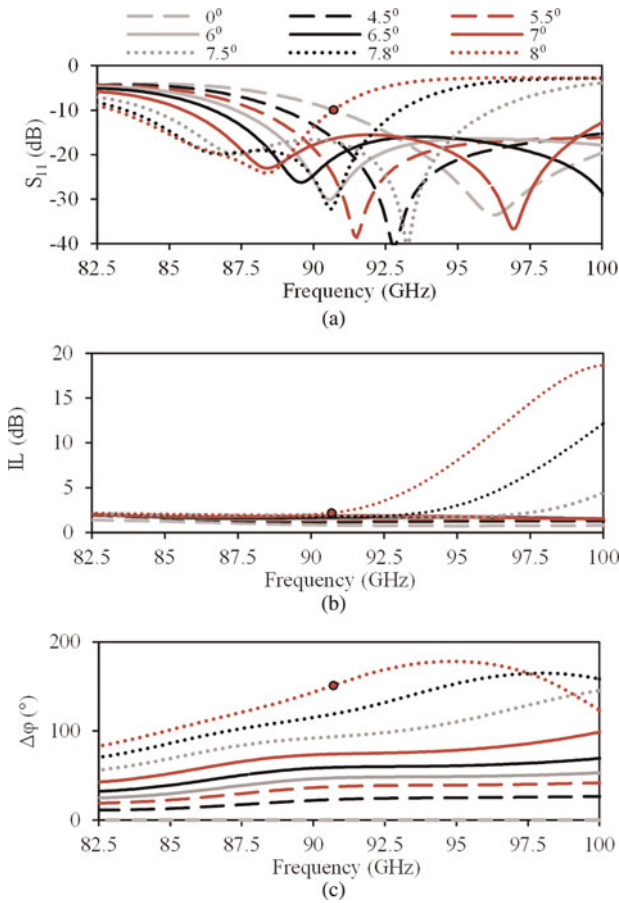 0⁰ 4.5⁰ 5.5⁰
6⁰ 6.5⁰ 7⁰
7.5⁰ 7.8⁰ 8⁰
0
-10
-20
-30
-40
S₁₁ (dB)
82.5 85 87.5 90 92.5 95 97.5 100
Frequency (GHz)
(a)
20
15
10
5
0
IL (dB)
82.5 85 87.5 90 92.5 95 97.5 100
Frequency (GHz)
(b)
200
100
0
Δφ (°)
82.5 85 87.5 90 92.5 95 97.5 100
Frequency (GHz)
(c)